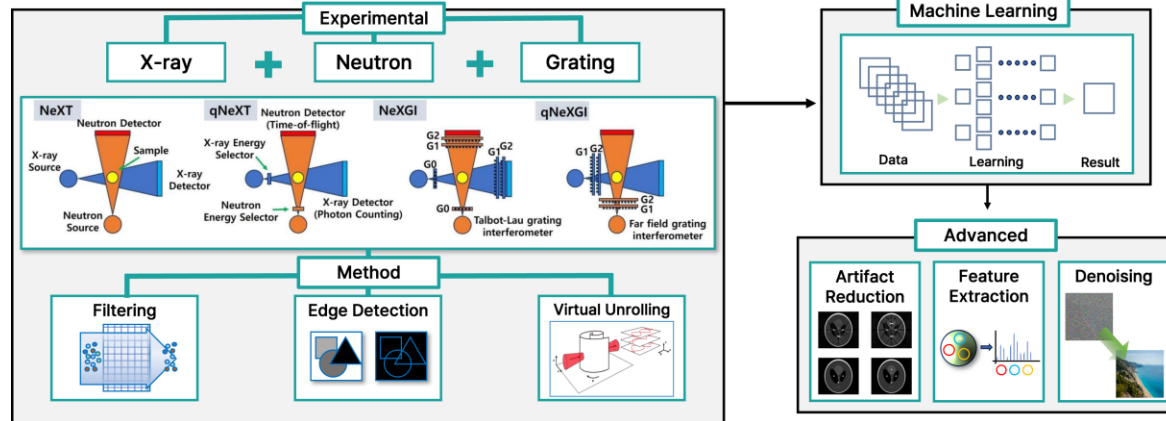 Experimental
X-ray
Neutron
Grating
NeXT
Neutron Detector
Sample
X-ray
Source
X-ray
Detector
Neutron
Source
qNeXT
Neutron Detector
(Time-of-flight)
X-ray Energy
Selector
Neutron
Energy Selector
X-ray Detector
(Photon Counting)
NeXGI
G2
G1
G0
G1
G2
G0
Talbot-Lau grating
interferometer
qNeXGI
G1
G2
G2
G1
Far field grating
interferometer
Method
Filtering
Edge Detection
Virtual Unrolling
Machine Learning
Data
Learning
Result
Advanced
Artifact
Reduction
Feature
Extraction
Denoising